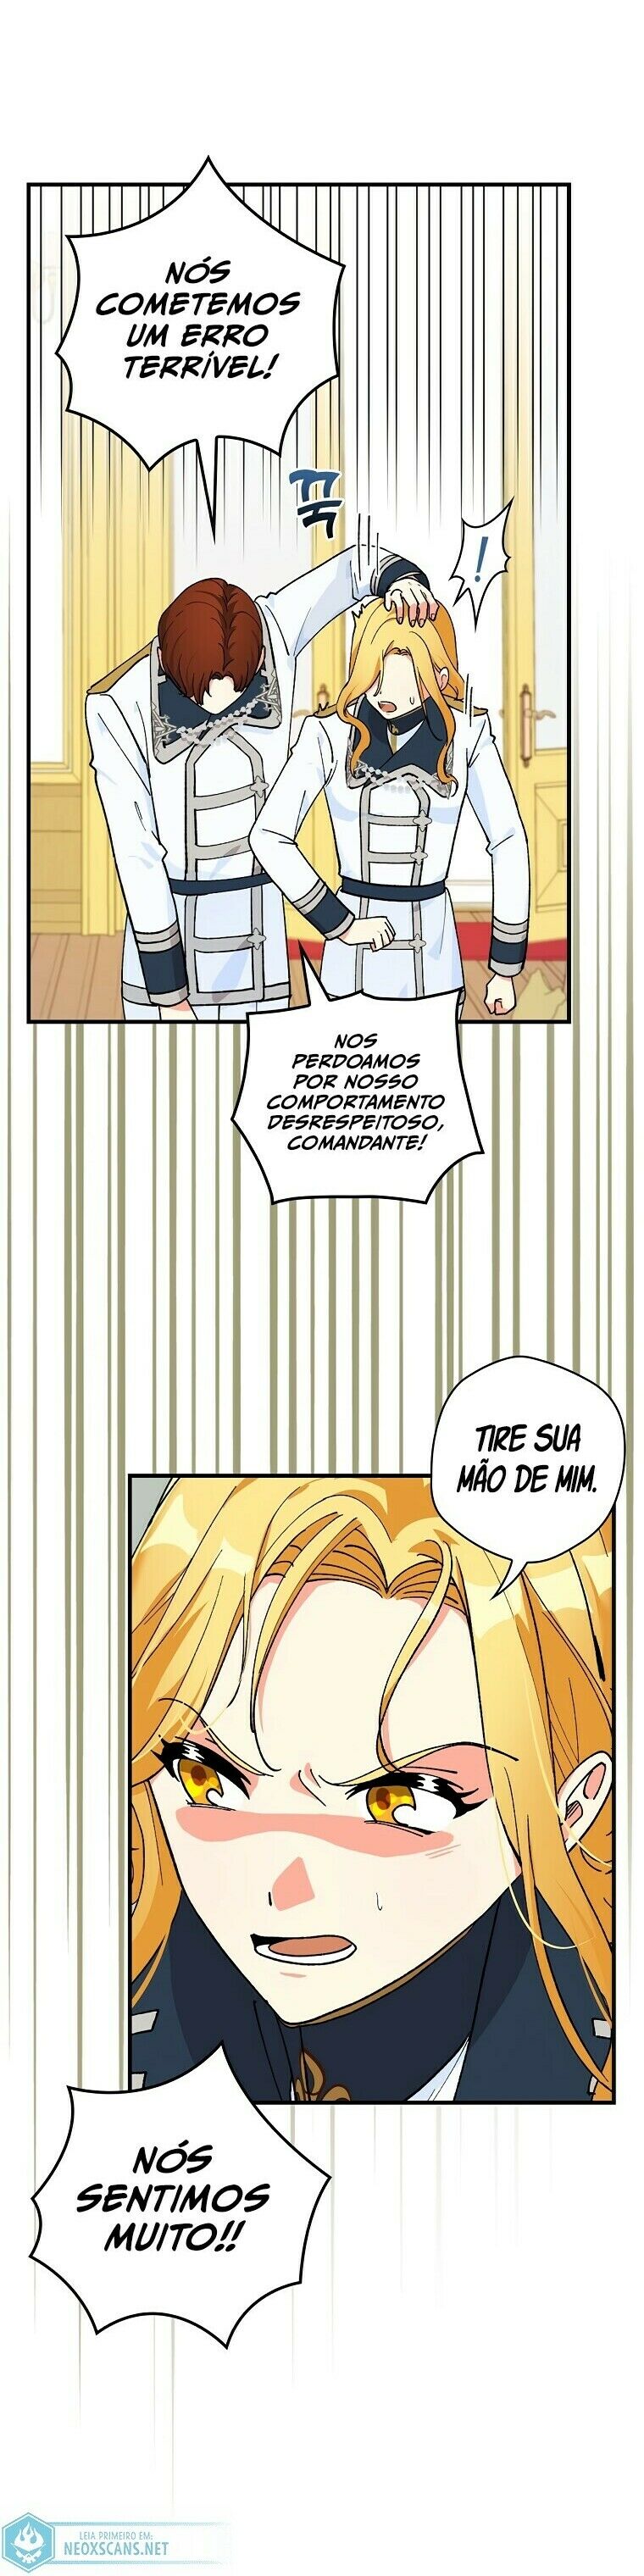 NÓS
COMETEMOS
UM ERRO
TERRÍVEL!
꾹
!
NOS
PERDOAMOS
POR NOSSO
COMPORTAMENTO
DESRESPEITOSO,
COMANDANTE!
TIRE SUA
MÃO DE MIM.
NÓS
SENTIMOS
MUITO!!
LEIA PRIMEIRO EM:
NEOXSCANS.NET